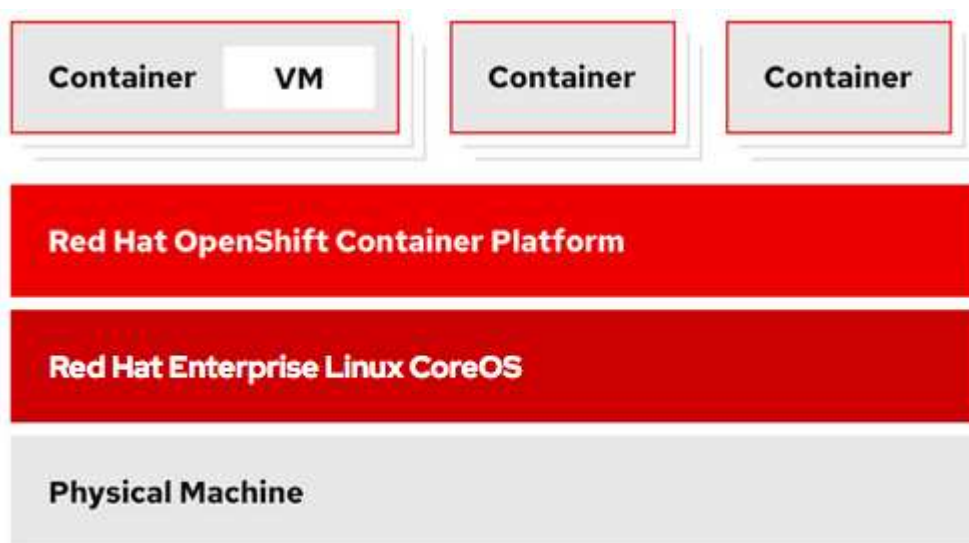 Container VM Container Container
Red Hat OpenShift Container Platform
Red Hat Enterprise Linux CoreOS
Physical Machine